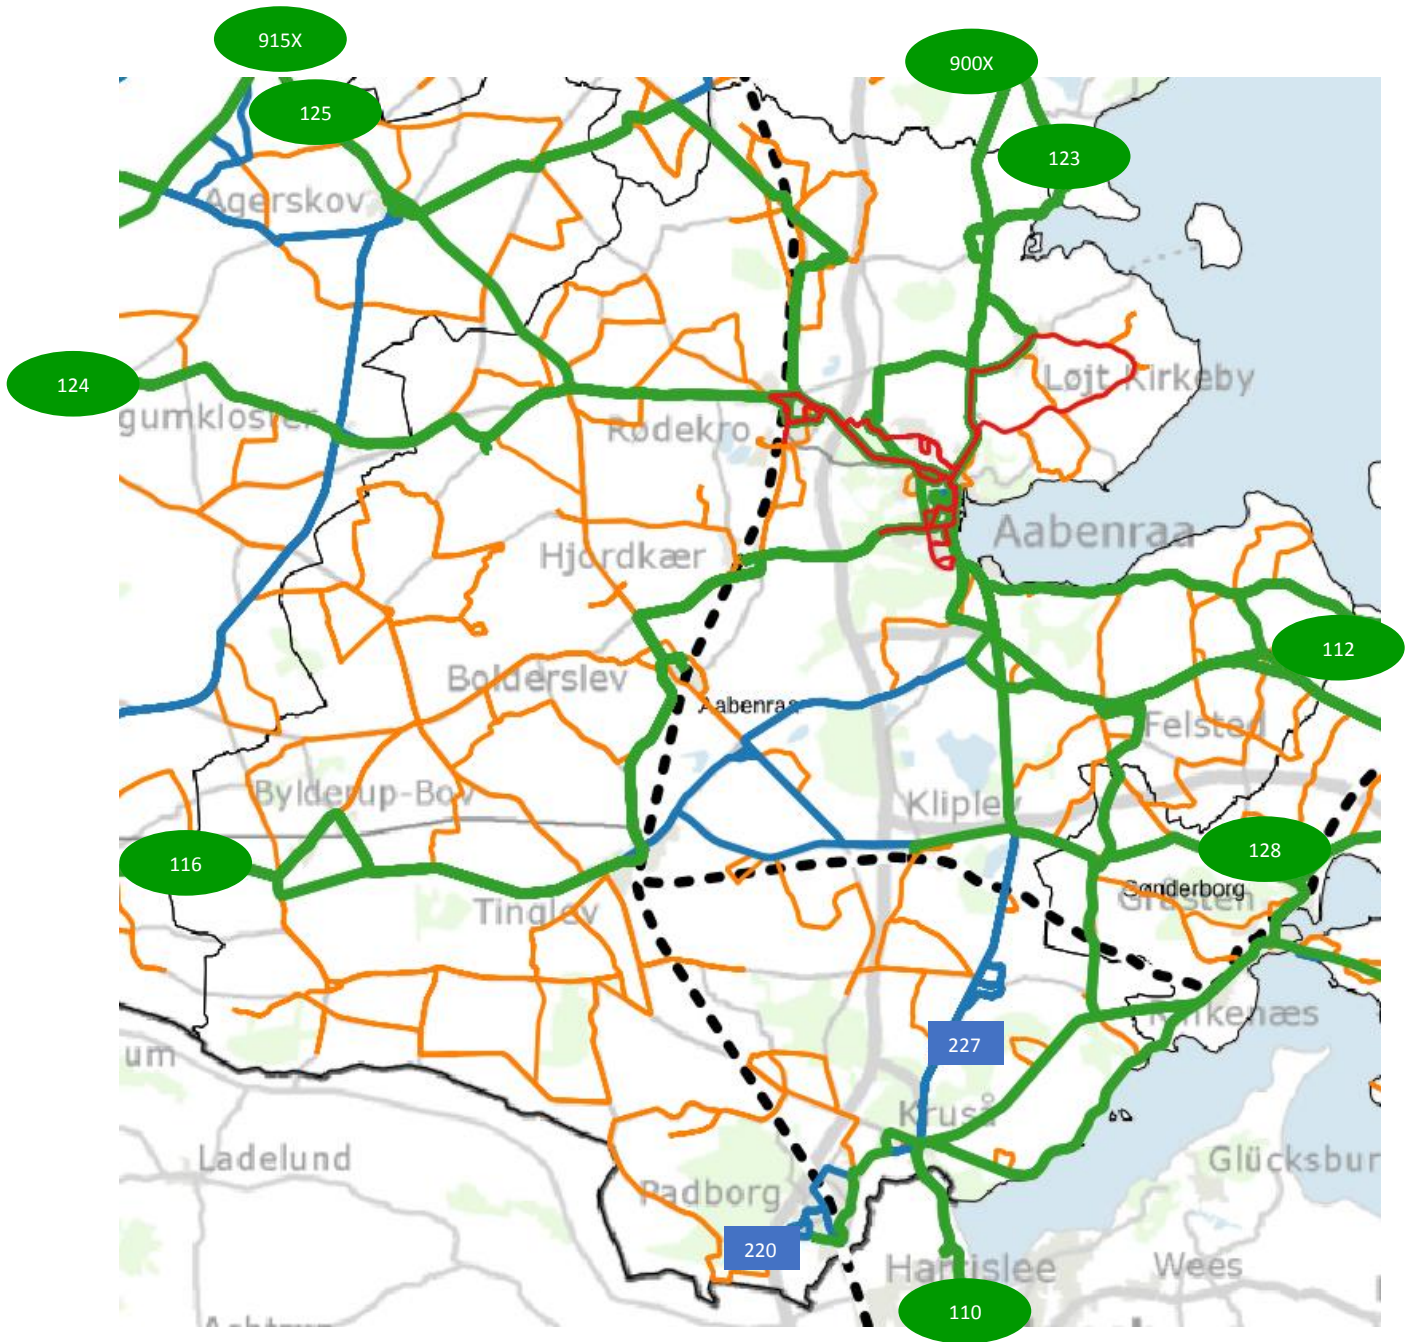 915X
900X
125
123
Agerskov
124
Løjt Kirkeby
gumkloster
Rødekro
Aabenraa
Hjordkær
112
Bolderslev
Aabenraa
Felsted
Bylderup-Bov
Kliplev
116
128
Sønderborg
Gråsten
Tinglev
Rinkenæs
um
227
Kruså
Ladelund
Glücksbur
Padborg
220
Harrislee
Wees
110